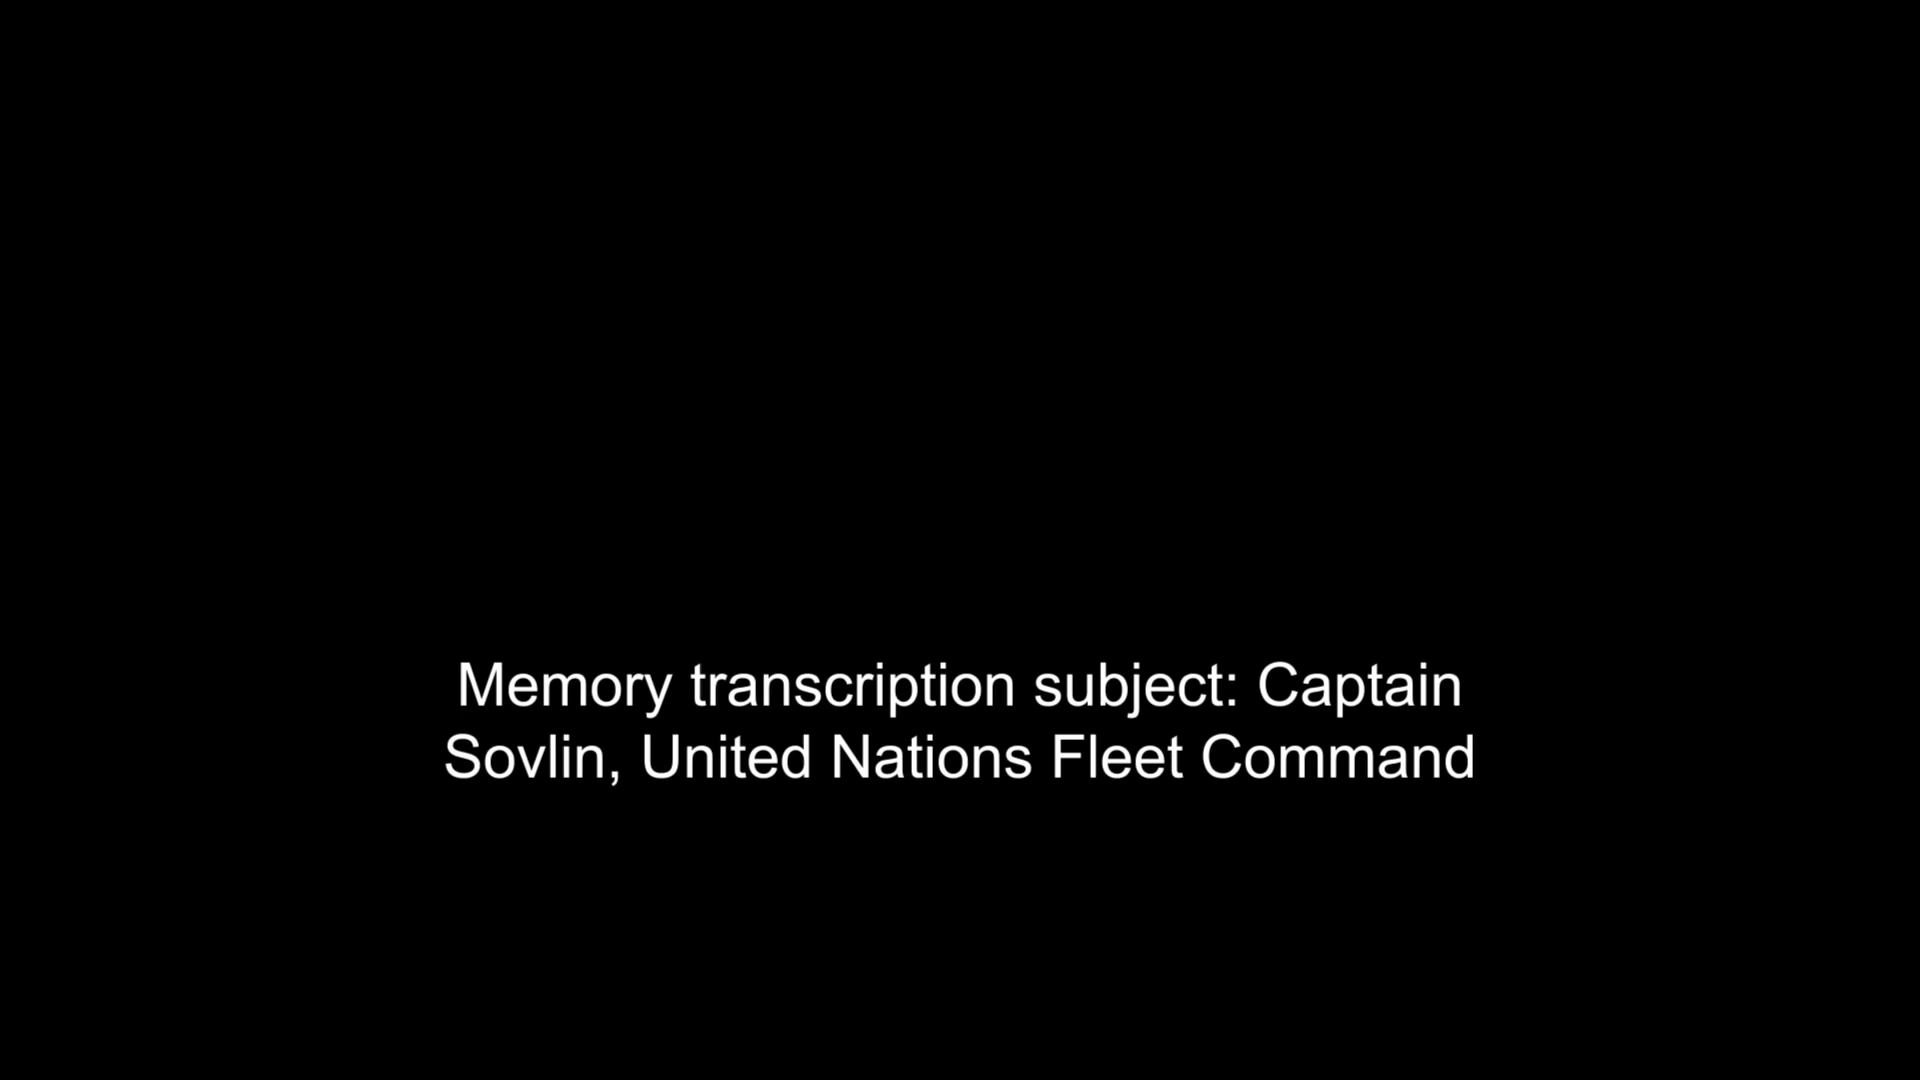 Memory transcription subject: Captain
Sovlin, United Nations Fleet Command